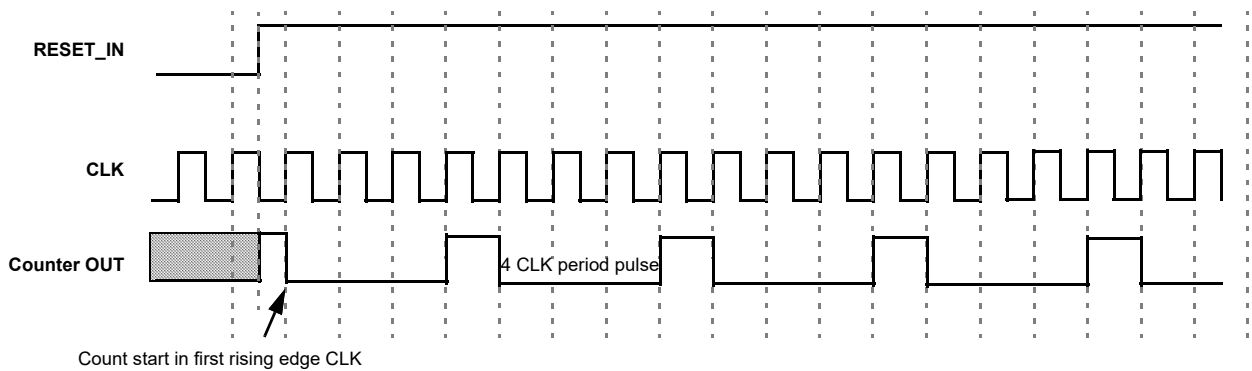 RESET_IN
CLK
Counter OUT
4 CLK period pulse
Count start in first rising edge CLK